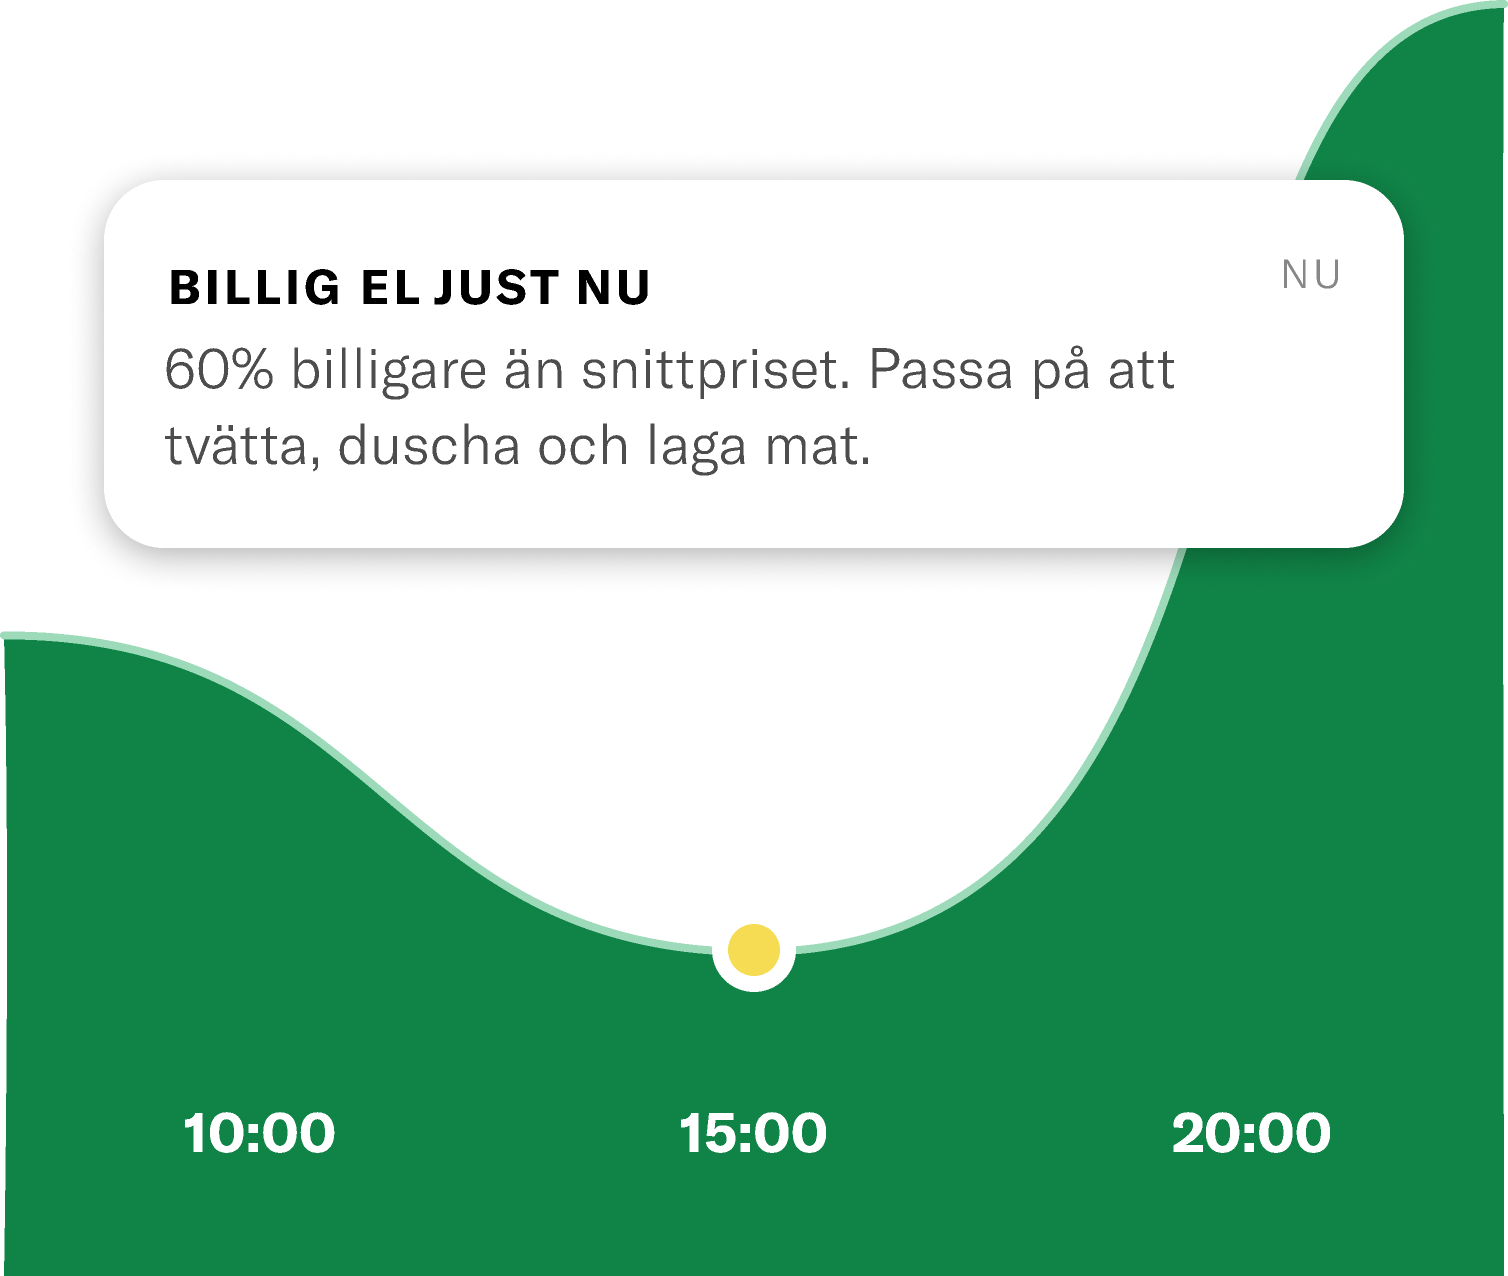 BILLIG EL JUST NU
NU
60% billigare än snittpriset. Passa på att
tvätta, duscha och laga mat.
10:00
15:00
20:00